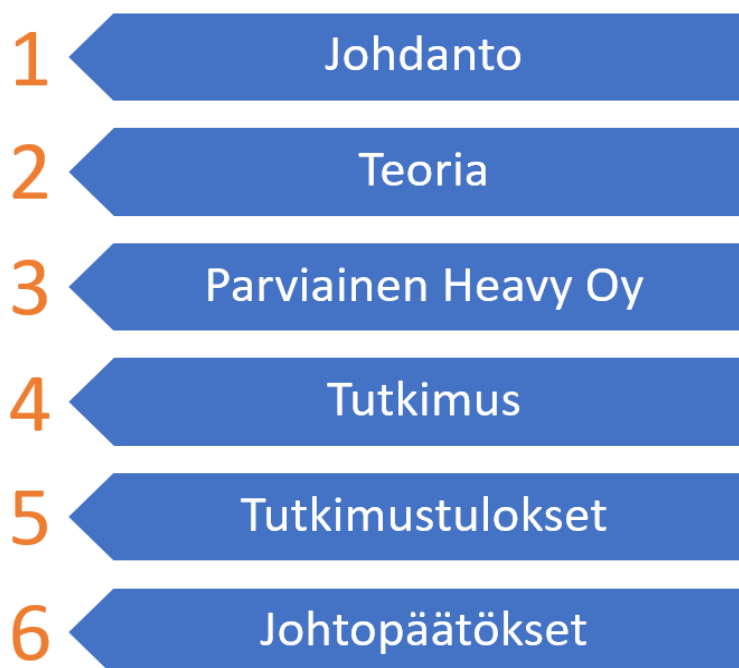 1 Johdanto
2 Teoria
3 Parviainen Heavy Oy
4 Tutkimus
5 Tutkimustulokset
6 Johtopäätökset